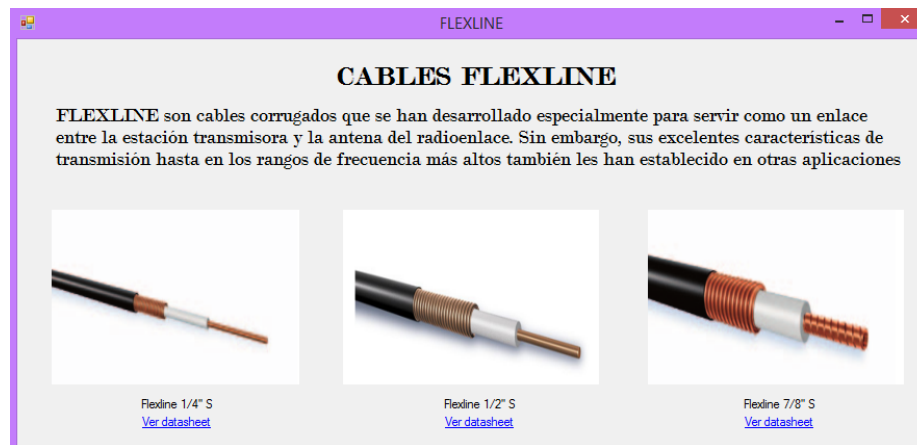 FLEXLINE
CABLES FLEXLINE
FLEXLINE son cables corrugados que se han desarrollado especialmente para servir como un enlace
entre la estación transmisora y la antena del radioenlace. Sin embargo, sus excelentes características de
transmisión hasta en los rangos de frecuencia más altos también les han establecido en otras aplicaciones
Flexline 1/4" S
Ver datasheet
Flexline 1/2" S
Ver datasheet
Flexline 7/8" S
Ver datasheet